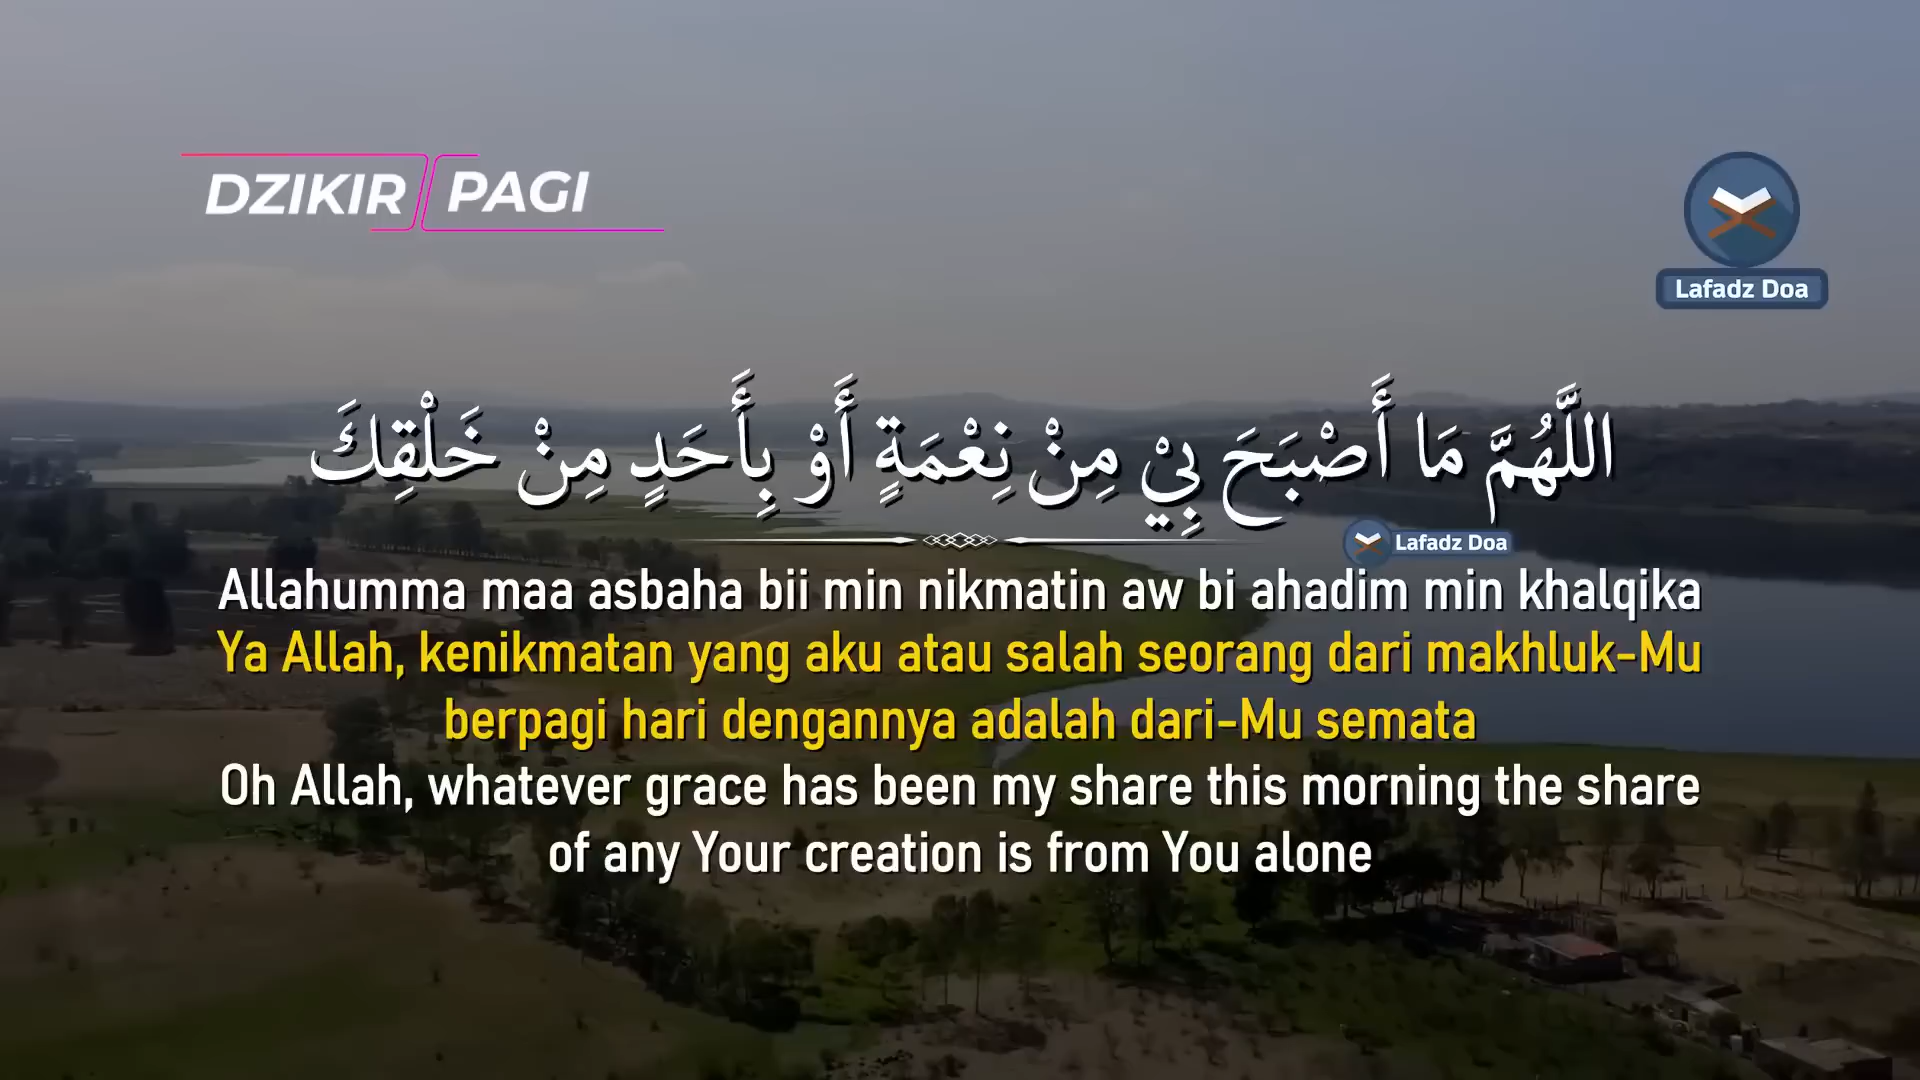 DZIKIR PAGI
Lafadz Doa
اللَّهُمَّ مَا أَصْبَحَ بِيْ مِنْ نِعْمَةٍ أَوْ بِأَحَدٍ مِنْ خَلْقِكَ
Lafadz Doa
Allahumma maa asbaha bii min nikmatin aw bi ahadim min khalqika
Ya Allah, kenikmatan yang aku atau salah seorang dari makhluk-Mu
berpagi hari dengannya adalah dari-Mu semata
Oh Allah, whatever grace has been my share this morning the share
of any Your creation is from You alone